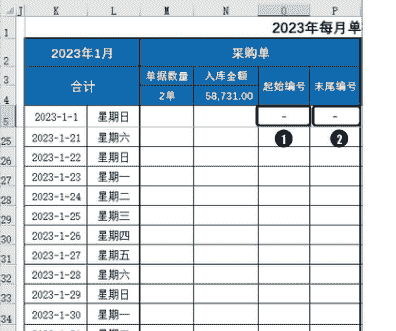 J K L M N O P
1 2023年每月单
2 2023年1月 采购单
3 合计 单据数量 入库金额 起始编号 末尾编号
4 2单 58,731.00
5 2023-1-1 星期日 - -
25 2023-1-21 星期六 1 2
26 2023-1-22 星期日
27 2023-1-23 星期一
28 2023-1-24 星期二
29 2023-1-25 星期三
30 2023-1-26 星期四
31 2023-1-27 星期五
32 2023-1-28 星期六
33 2023-1-29 星期日
34 2023-1-30 星期一